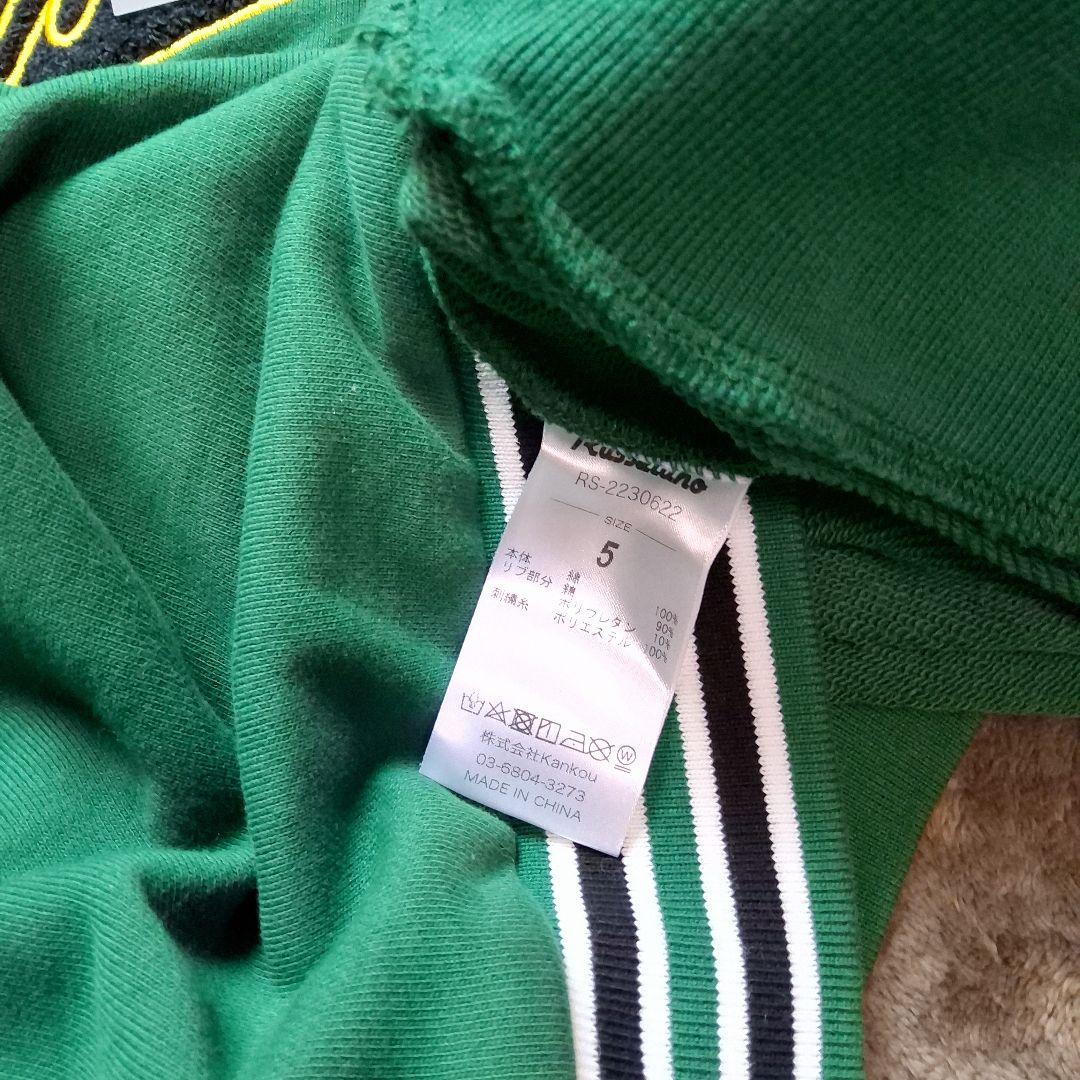 Russeluno
RS-2230622
SIZE
5
本体 綿 100%
リブ部分 綿 90%
ポリウレタン 10%
刺繍糸 ポリエステル 100%
株式会社Kankou
03-6804-3273
MADE IN CHINA